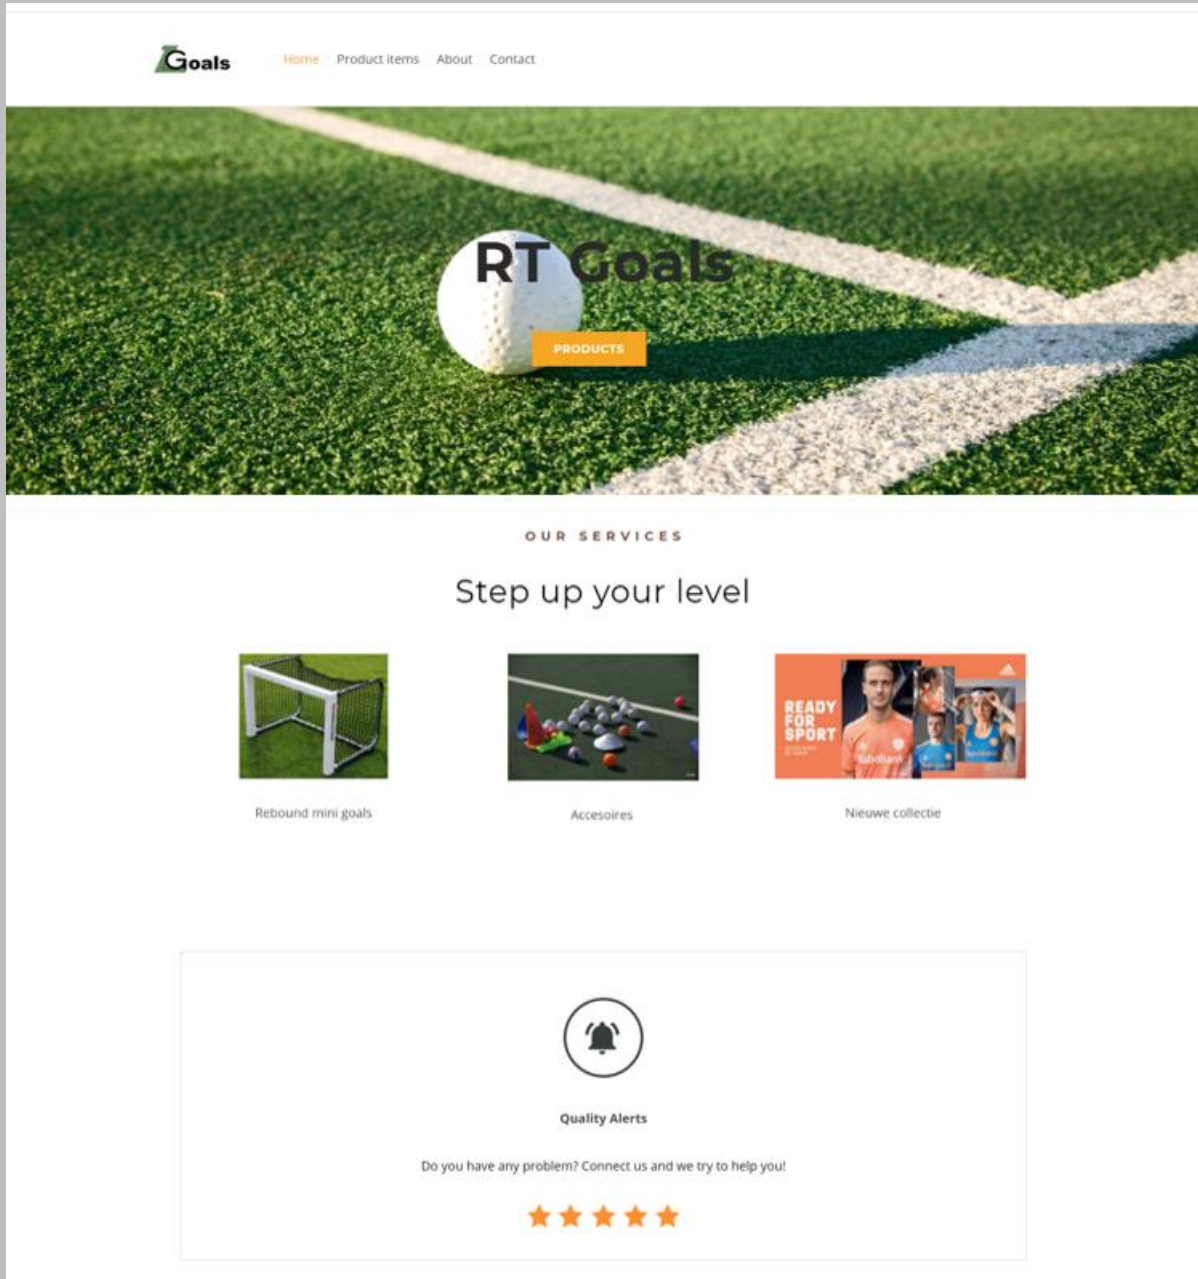 Goals
Home Product items About Contact
RT Goals
PRODUCTS
OUR SERVICES
Step up your level
READY
FOR
SPORT
rabobank
Rebound mini goals
Accesoires
Nieuwe collectie
Quality Alerts
Do you have any problem? Connect us and we try to help you!